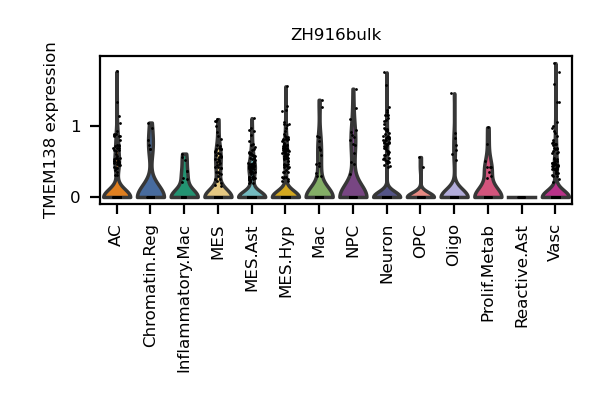 ZH916bulk
TMEM138 expression
1
0
AC
Chromatin.Reg
Inflammatory.Mac
MES
MES.Ast
MES.Hyp
Mac
NPC
Neuron
OPC
Oligo
Prolif.Metab
Reactive.Ast
Vasc